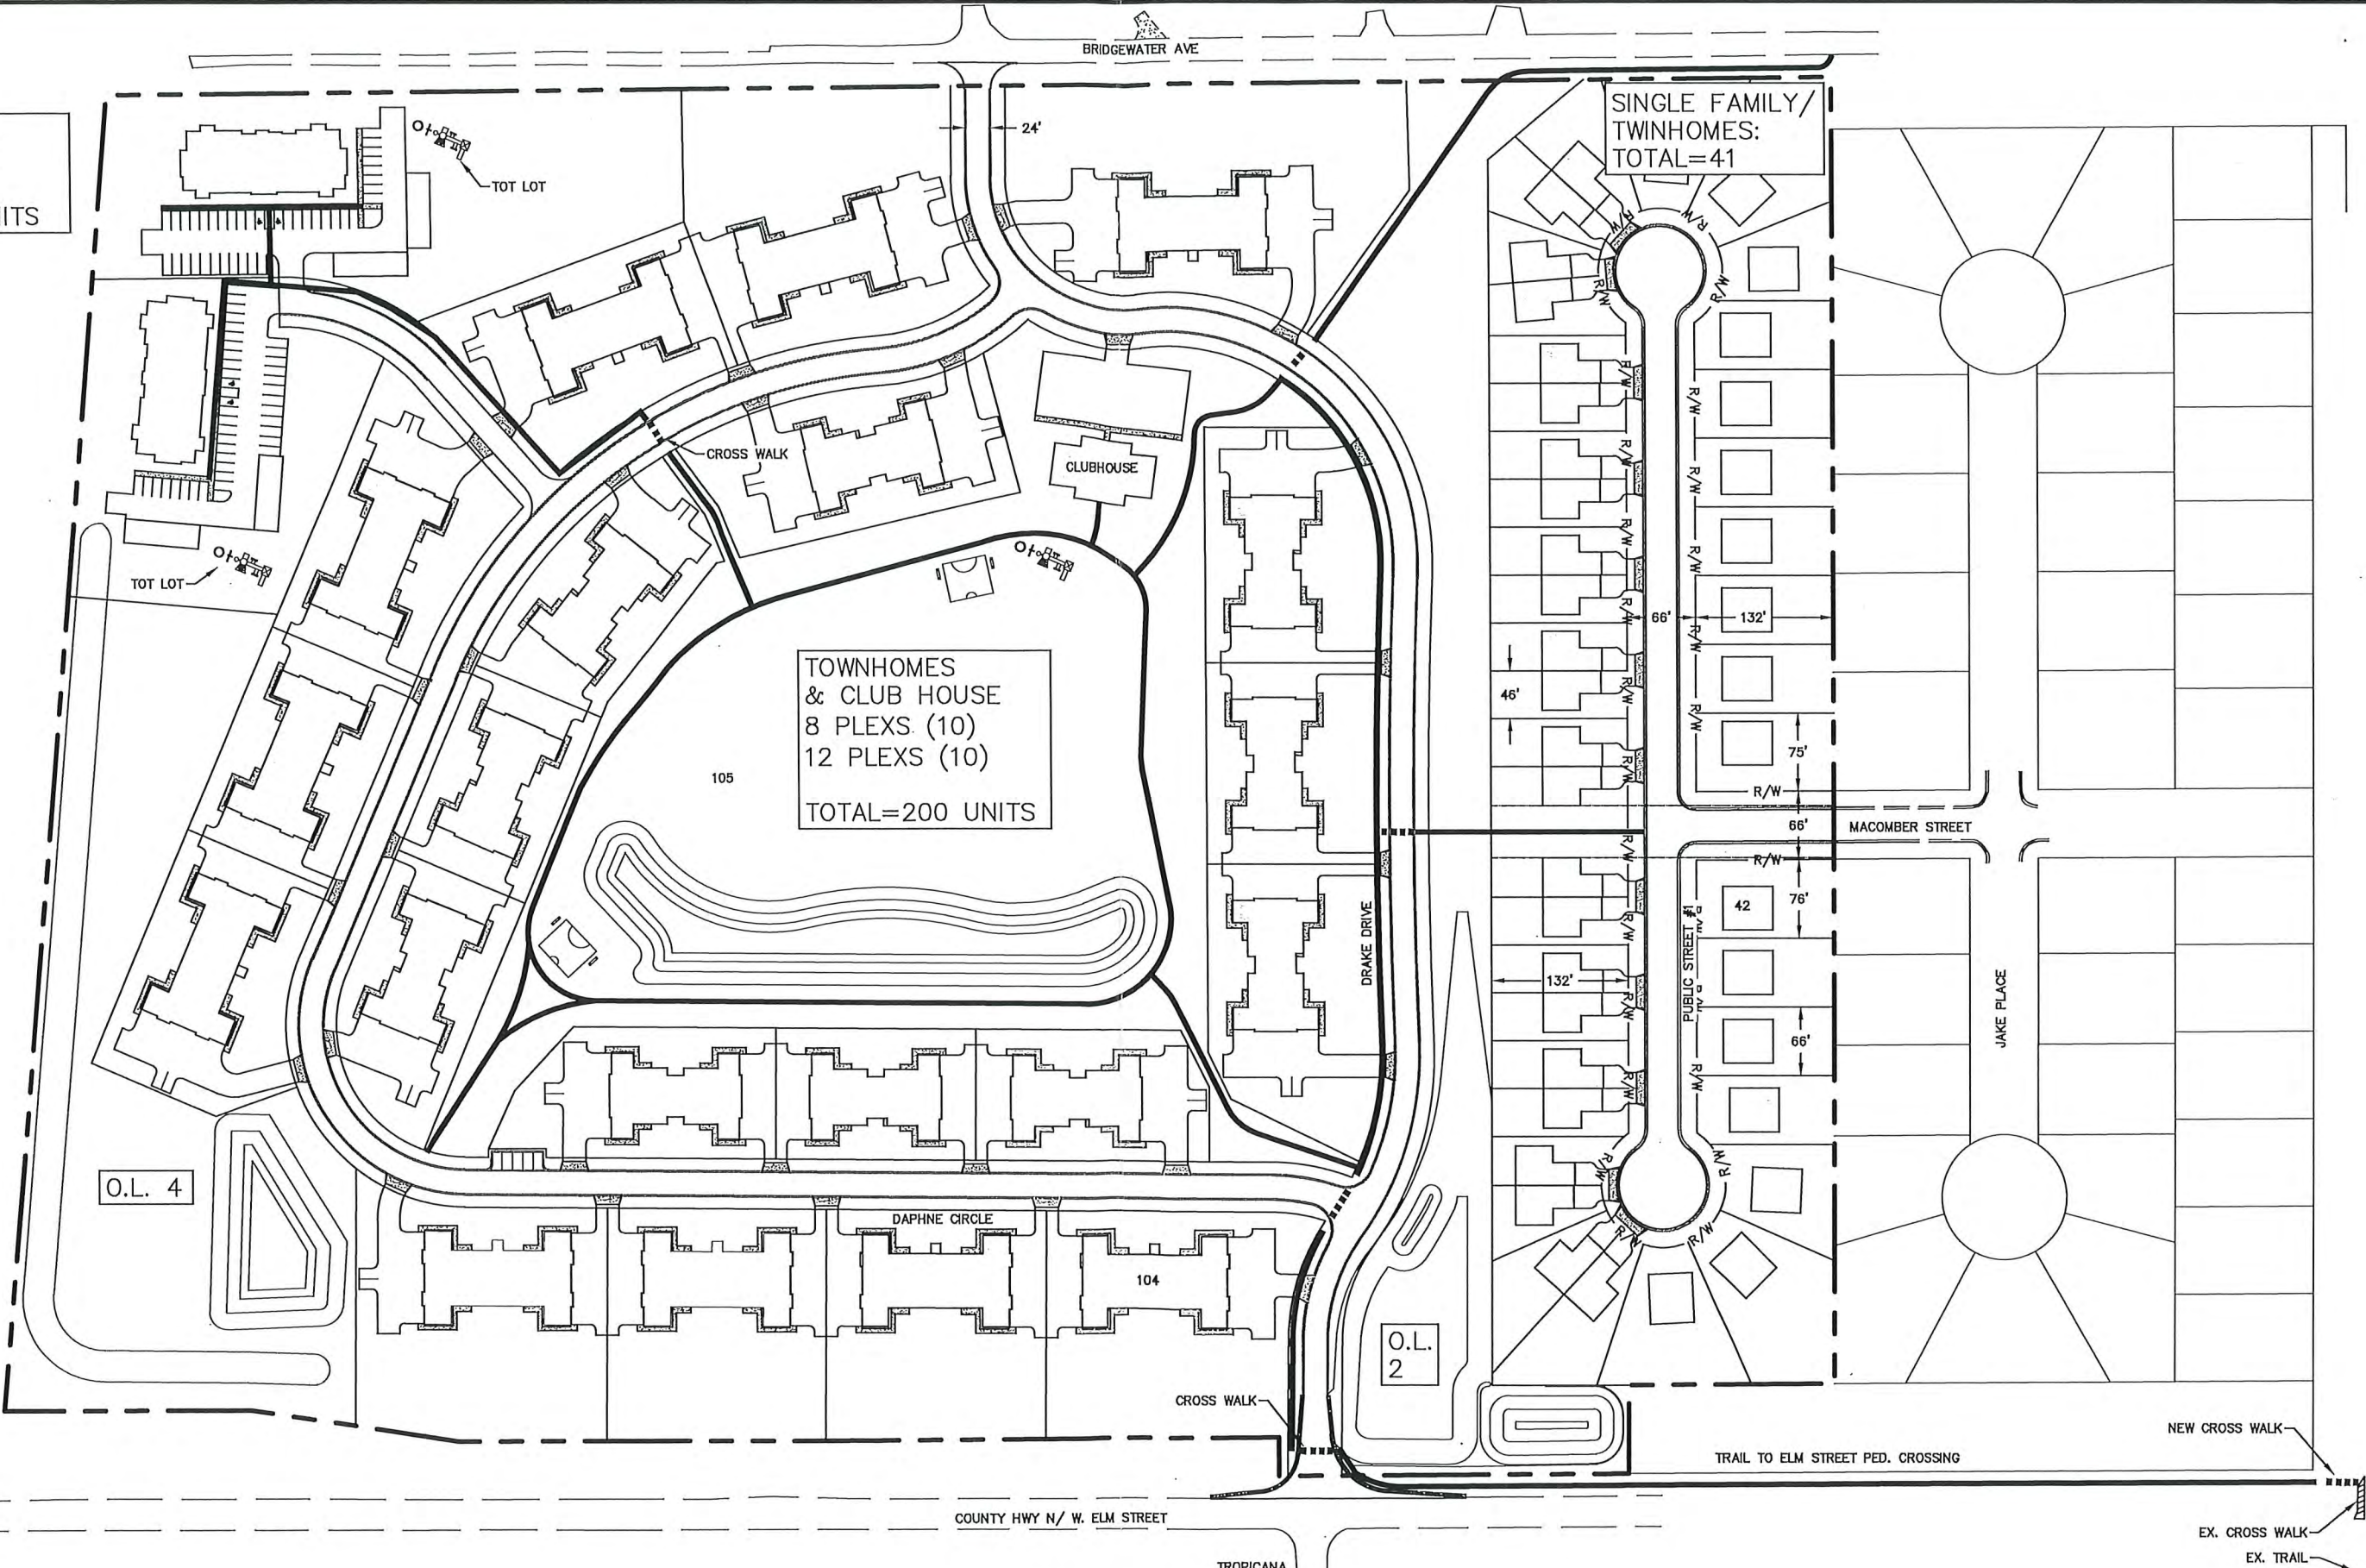 BRIDGEWATER AVE
SINGLE FAMILY/
TWINHOMES:
TOTAL=41
24'
TOT LOT
CROSS WALK
CLUBHOUSE
TOT LOT
TOWNHOMES
& CLUB HOUSE
8 PLEXS (10)
12 PLEXS (10)
TOTAL=200 UNITS
105
R/W
R/W
R/W
R/W
R/W
R/W
R/W
R/W
R/W
R/W
R/W
R/W
R/W
66'
132'
R/W
R/W
46'
R/W
R/W
75'
R/W
66'
MACOMBER STREET
R/W
R/W
42
76'
R/W
PUBLIC STREET #1
DRAKE DRIVE
132'
R/W
JAKE PLACE
66'
R/W
R/W
R/W
R/W
R/W
R/W
O.L. 4
DAPHNE CIRCLE
104
O.L.
2
CROSS WALK
NEW CROSS WALK
TRAIL TO ELM STREET PED. CROSSING
COUNTY HWY N/ W. ELM STREET
EX. CROSS WALK
EX. TRAIL
TROPICANA